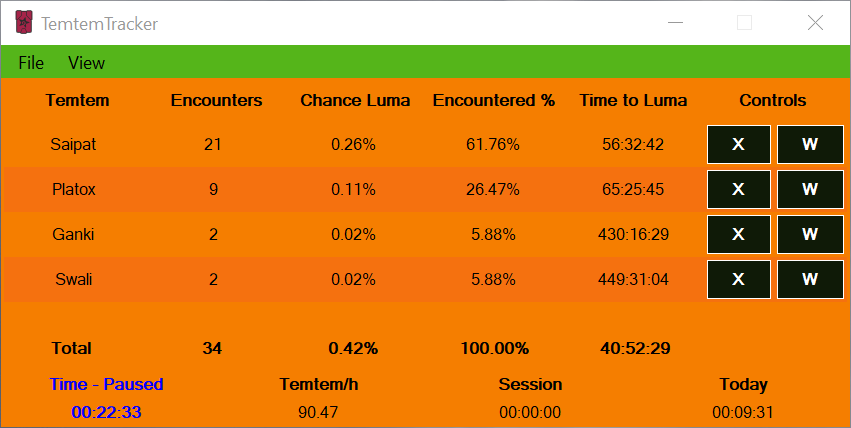 TemtemTracker
File View
Temtem Encounters Chance Luma Encountered % Time to Luma Controls
Saipat 21 0.26% 61.76% 56:32:42 X W
Platox 9 0.11% 26.47% 65:25:45 X W
Ganki 2 0.02% 5.88% 430:16:29 X W
Swali 2 0.02% 5.88% 449:31:04 X W
Total 34 0.42% 100.00% 40:52:29
Time - Paused Temtem/h Session Today
00:22:33 90.47 00:00:00 00:09:31